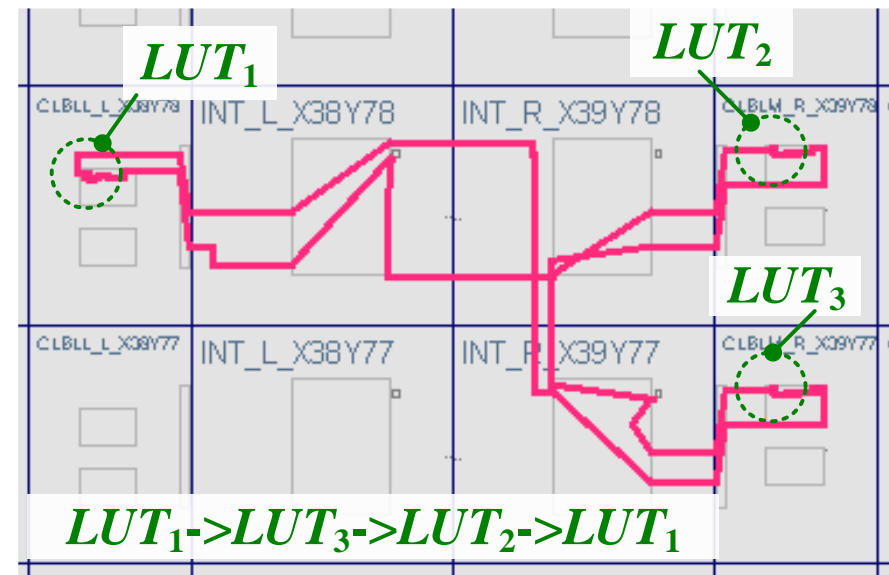 LUT1
LUT2
CLBLL_L_X38Y78
INT_L_X38Y78
INT_R_X39Y78
CLBLM_R_X39Y78
LUT3
CLBLL_L_X38Y77
INT_L_X38Y77
INT_R_X39Y77
CLBLM_R_X39Y77
LUT1->LUT3->LUT2->LUT1